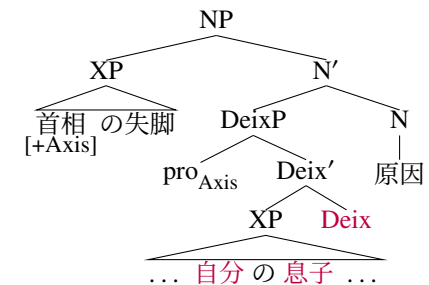 NP
XP N′
首相 の失脚 DeixP N
[+Axis]
pro_Axis Deix′ 原因
XP Deix
... 自分 の 息子 ...